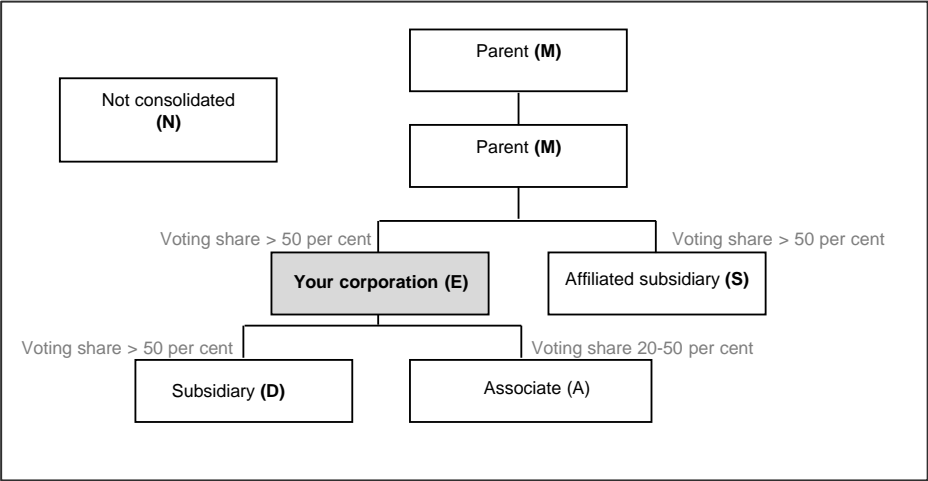 Parent (M)
Not consolidated
(N)
Parent (M)
Voting share > 50 per cent
Voting share > 50 per cent
Your corporation (E)
Affiliated subsidiary (S)
Voting share > 50 per cent
Voting share 20-50 per cent
Subsidiary (D)
Associate (A)